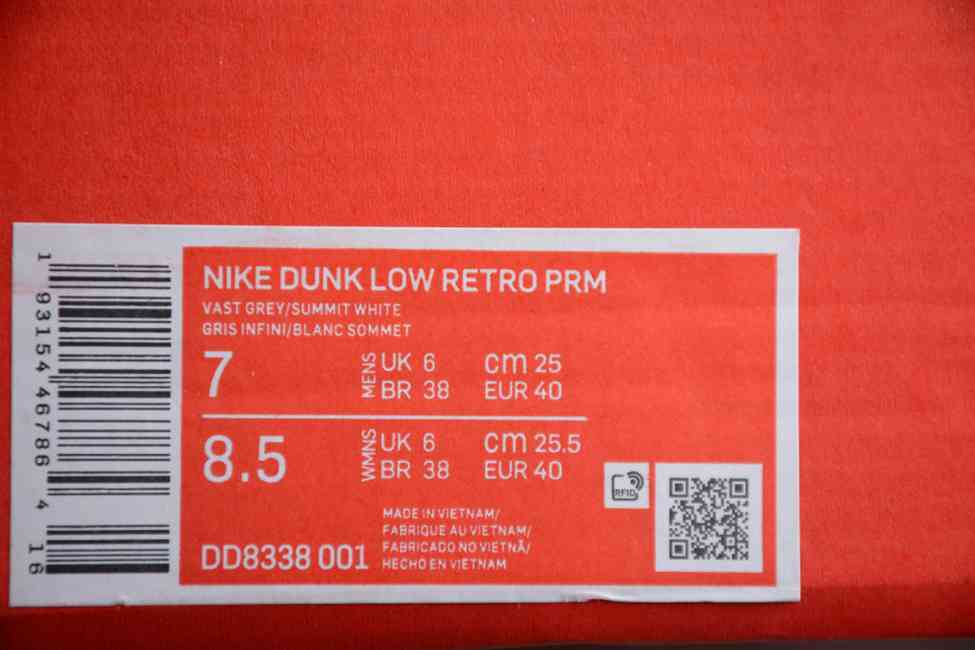 NIKE DUNK LOW RETRO PRM
VAST GREY/SUMMIT WHITE
GRIS INFINI/BLANC SOMMET
7 MENS UK 6 cm 25
BR 38 EUR 40
8.5 WMNS UK 6 cm 25.5
BR 38 EUR 40
RFID
MADE IN VIETNAM/
FABRIQUE AU VIETNAM/
FABRICADO NO VIETNÃ/
HECHO EN VIETNAM
DD8338 001
1 93154 46786 4
16